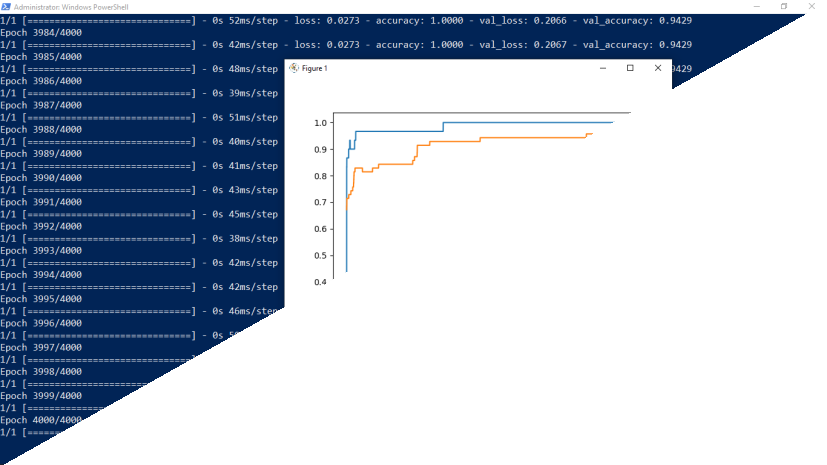 Administrator: Windows PowerShell
1/1 [==============================] - 0s 52ms/step - loss: 0.0273 - accuracy: 1.0000 - val_loss: 0.2066 - val_accuracy: 0.9429
Epoch 3984/4000
1/1 [==============================] - 0s 42ms/step - loss: 0.0273 - accuracy: 1.0000 - val_loss: 0.2067 - val_accuracy: 0.9429
Epoch 3985/4000
1/1 [==============================] - 0s 48ms/step
9429
Epoch 3986/4000
1/1 [==============================] - 0s 39ms/step
Epoch 3987/4000
1/1 [==============================] - 0s 51ms/step
Epoch 3988/4000
1/1 [==============================] - 0s 40ms/step
Epoch 3989/4000
1/1 [==============================] - 0s 41ms/step
Epoch 3990/4000
1/1 [==============================] - 0s 43ms/step
Epoch 3991/4000
1/1 [==============================] - 0s 45ms/step
Epoch 3992/4000
1/1 [==============================] - 0s 38ms/step
Epoch 3993/4000
1/1 [==============================] - 0s 42ms/step
Epoch 3994/4000
1/1 [==============================] - 0s 42ms/step
Epoch 3995/4000
1/1 [==============================] - 0s 46ms/step
Epoch 3996/4000
1/1 [==============================] - 0s
Epoch 3997/4000
1/1 [==============================]
Epoch 3998/4000
1/1 [======================
Epoch 3999/4000
1/1 [===============
Epoch 4000/4000
1/1 [=======
Figure 1
1.0
0.9
0.8
0.7
0.6
0.5
0.4